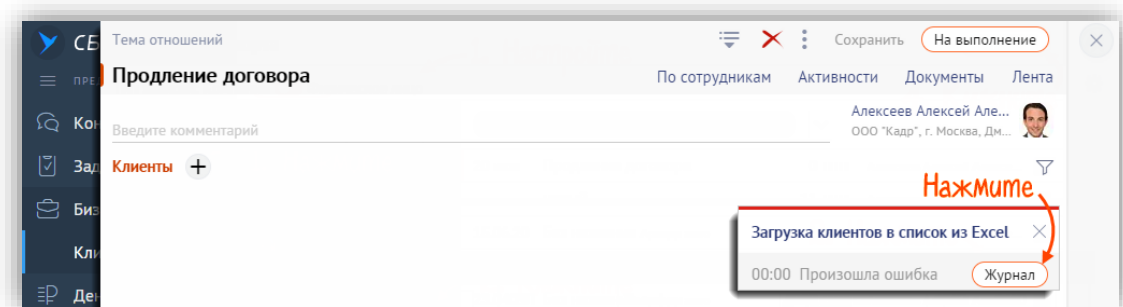 СБ Тема отношений Сохранить На выполнение
ПРЕ Продление договора По сотрудникам Активности Документы Лента
Алексеев Алексей Але...
Кон Введите комментарий ООО "Кадр", г. Москва, Дм...
Зад Клиенты +
Нажмите
Биз
Загрузка клиентов в список из Excel
Кли
00:00 Произошла ошибка Журнал
Ден